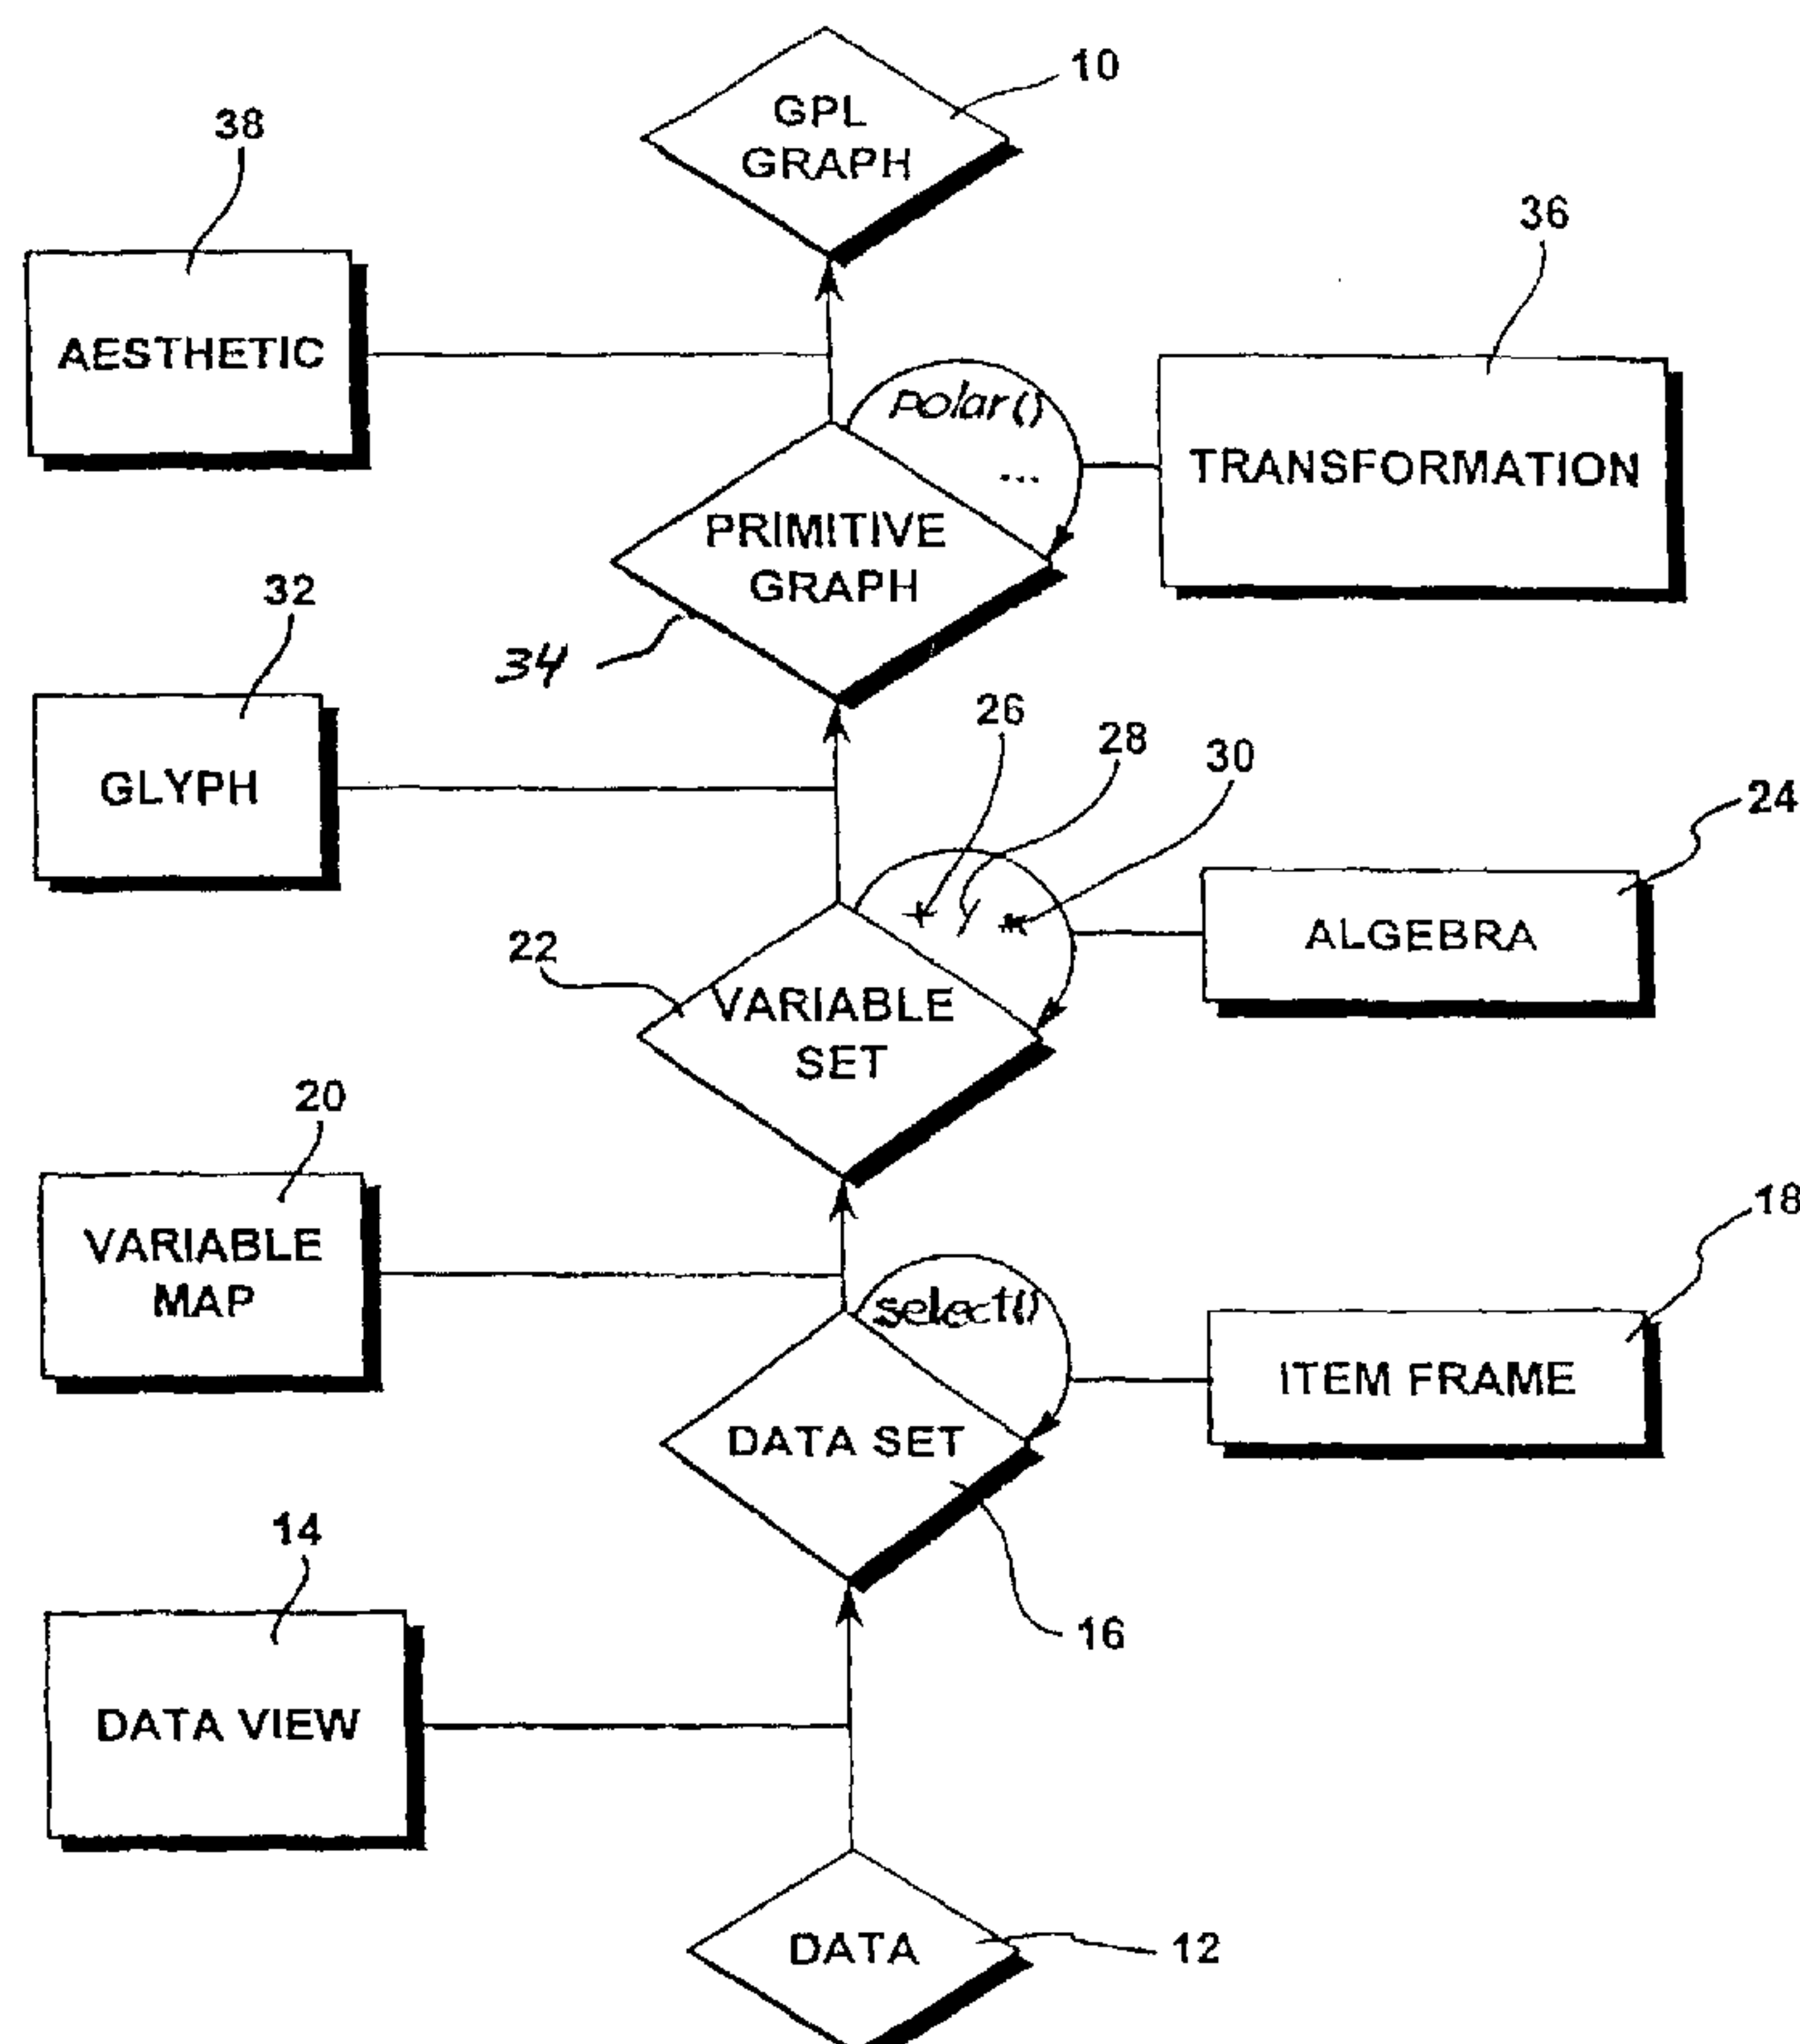 10
GPL
GRAPH
38
36
AESTHETIC
polar()
...
TRANSFORMATION
PRIMITIVE
GRAPH
32
34
26
28
30
24
GLYPH
+ / *
ALGEBRA
22
VARIABLE
SET
20
18
VARIABLE
MAP
select()
ITEM FRAME
DATA SET
14
16
DATA VIEW
DATA
12